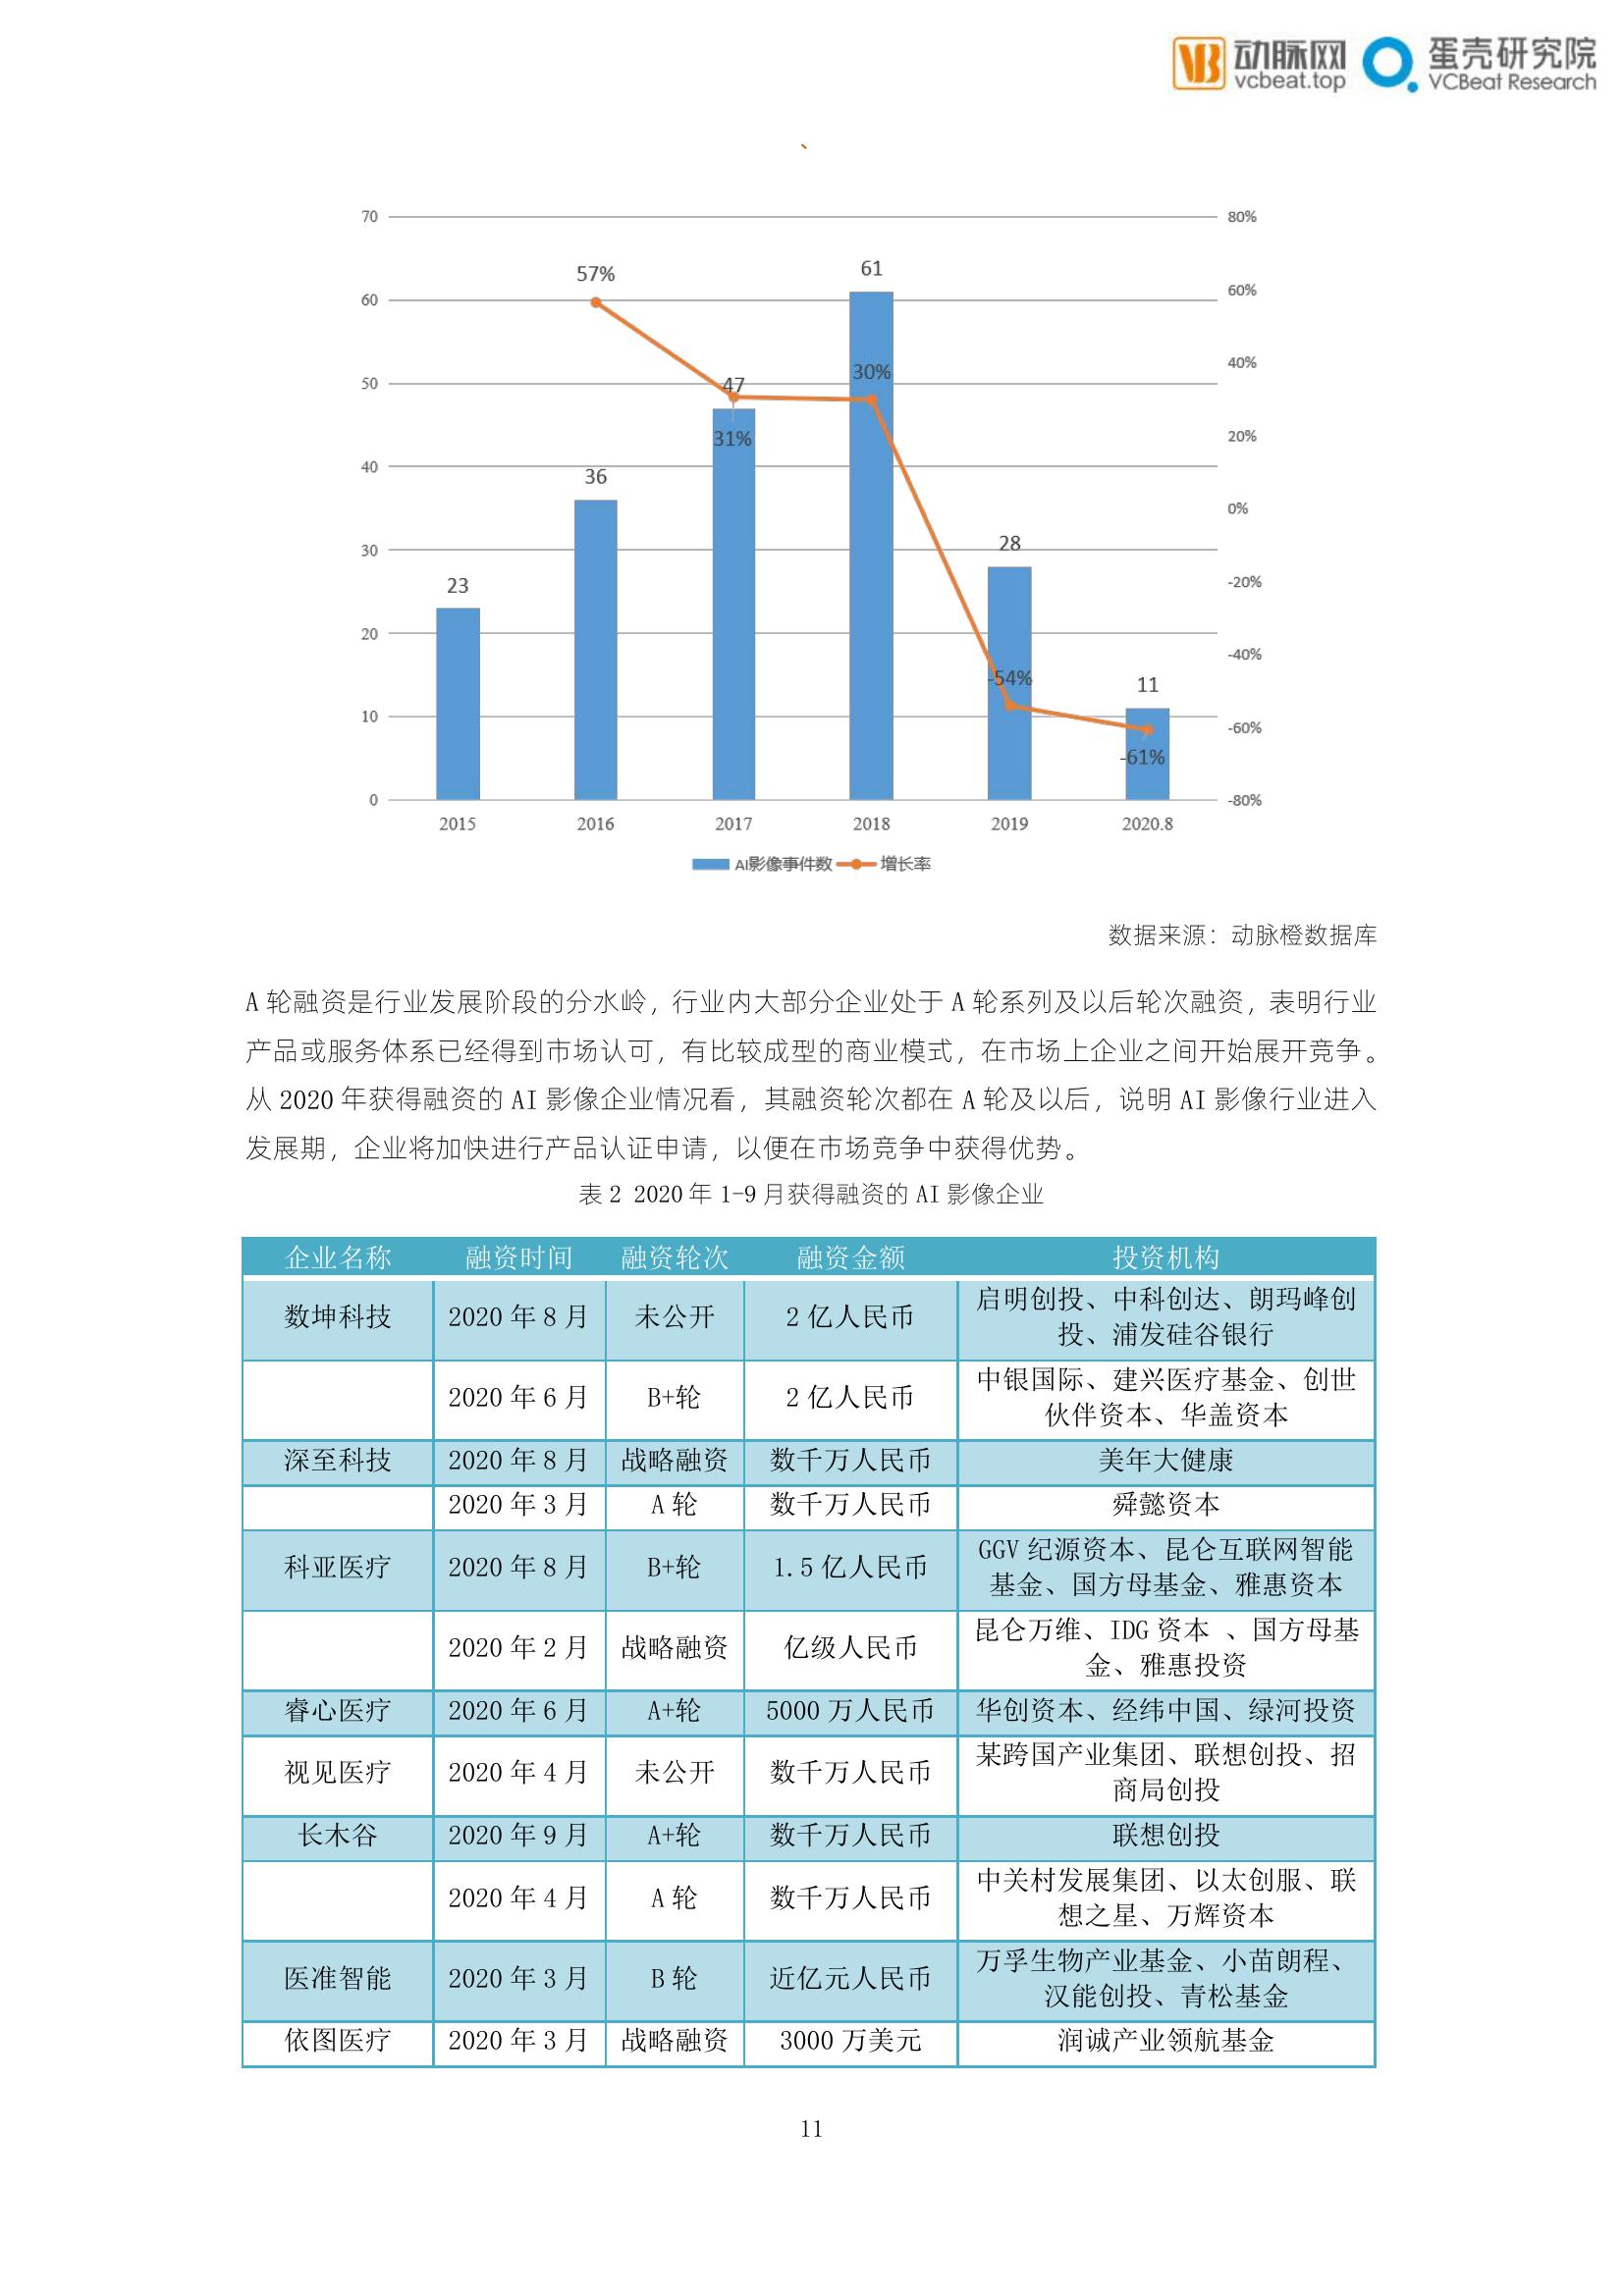 动脉网
vcbeat.top
蛋壳研究院
VCBeat Research
、
70
60
50
40
30
20
10
0
80%
60%
40%
20%
0%
-20%
-40%
-60%
-80%
57%
61
47
30%
31%
36
23
28
-54%
11
-61%
2015 2016 2017 2018 2019 2020.8
AI影像事件数 增长率
数据来源：动脉橙数据库
A 轮融资是行业发展阶段的分水岭，行业内大部分企业处于 A 轮系列及以后轮次融资，表明行业
产品或服务体系已经得到市场认可，有比较成型的商业模式，在市场上企业之间开始展开竞争。
从 2020 年获得融资的 AI 影像企业情况看，其融资轮次都在 A 轮及以后，说明 AI 影像行业进入
发展期，企业将加快进行产品认证申请，以便在市场竞争中获得优势。
表 2 2020 年 1-9 月获得融资的 AI 影像企业
企业名称 融资时间 融资轮次 融资金额 投资机构
数坤科技 2020 年 8 月 未公开 2 亿人民币 启明创投、中科创达、朗玛峰创
投、浦发硅谷银行
2020 年 6 月 B+轮 2 亿人民币 中银国际、建兴医疗基金、创世
伙伴资本、华盖资本
深至科技 2020 年 8 月 战略融资 数千万人民币 美年大健康
2020 年 3 月 A 轮 数千万人民币 舜懿资本
科亚医疗 2020 年 8 月 B+轮 1.5 亿人民币 GGV 纪源资本、昆仑互联网智能
基金、国方母基金、雅惠资本
2020 年 2 月 战略融资 亿级人民币 昆仑万维、IDG 资本 、国方母基
金、雅惠投资
睿心医疗 2020 年 6 月 A+轮 5000 万人民币 华创资本、经纬中国、绿河投资
视见医疗 2020 年 4 月 未公开 数千万人民币 某跨国产业集团、联想创投、招
商局创投
长木谷 2020 年 9 月 A+轮 数千万人民币 联想创投
2020 年 4 月 A 轮 数千万人民币 中关村发展集团、以太创服、联
想之星、万辉资本
医准智能 2020 年 3 月 B 轮 近亿元人民币 万孚生物产业基金、小苗朗程、
汉能创投、青松基金
依图医疗 2020 年 3 月 战略融资 3000 万美元 润诚产业领航基金
11